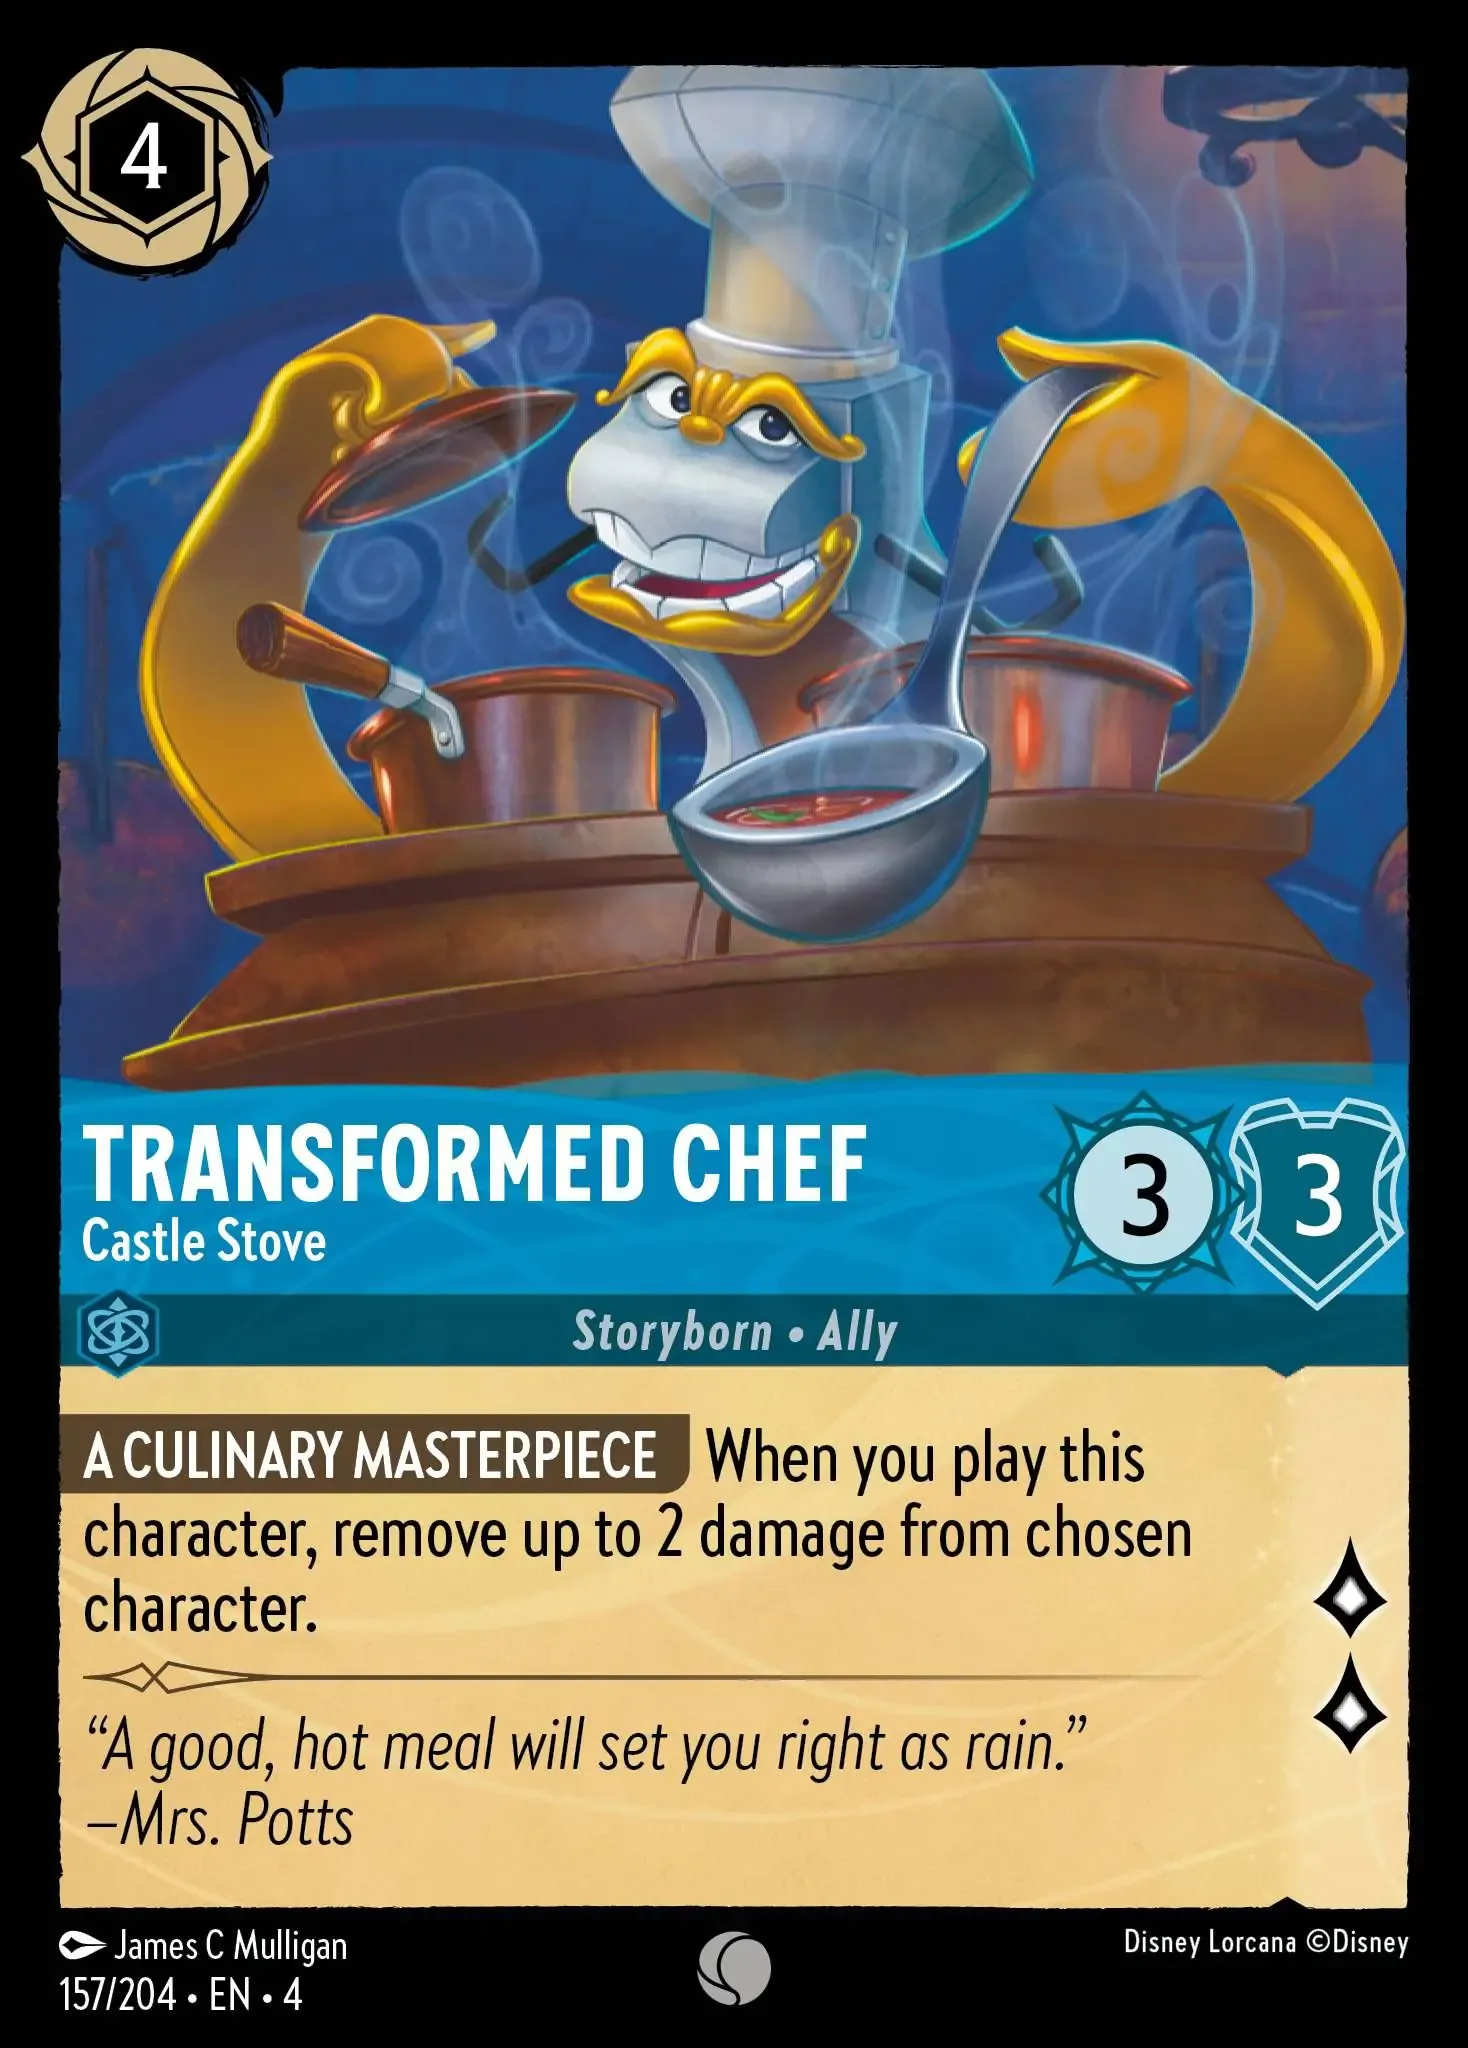 4
TRANSFORMED CHEF
Castle Stove
3
3
Storyborn • Ally
A CULINARY MASTERPIECE When you play this
character, remove up to 2 damage from chosen
character.
“A good, hot meal will set you right as rain.”
–Mrs. Potts
James C Mulligan
157/204 • EN • 4
Disney Lorcana ©Disney